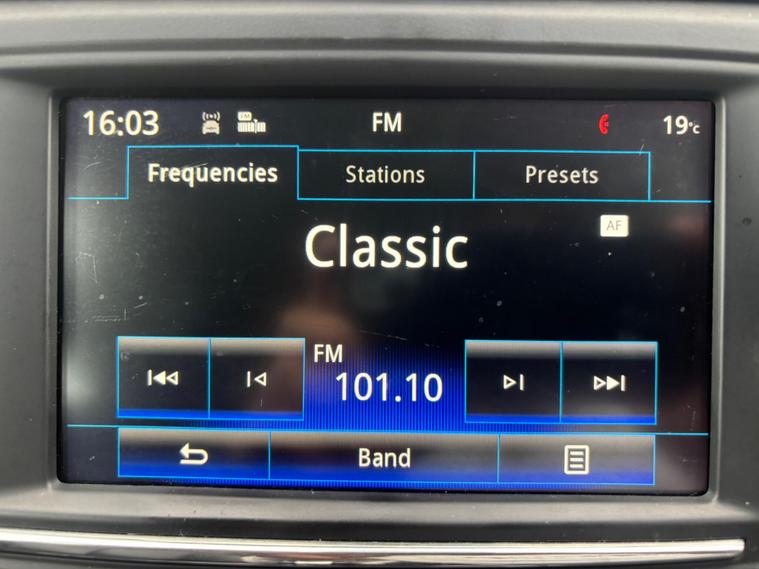 16:03 FM 19°C
Frequencies Stations Presets
AF
Classic
FM
101.10
Band